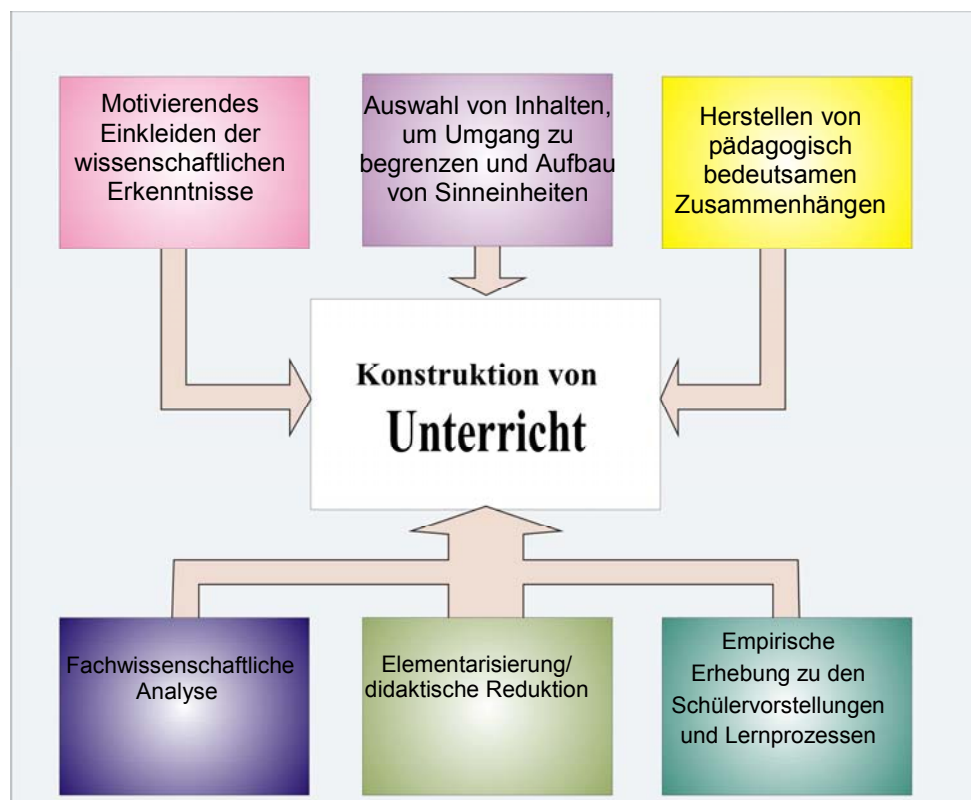 Motivierendes
Einkleiden der
wissenschaftlichen
Erkenntnisse
Auswahl von Inhalten,
um Umgang zu
begrenzen und Aufbau
von Sinneinheiten
Herstellen von
pädagogisch
bedeutsamen
Zusammenhängen
Konstruktion von
Unterricht
Fachwissenschaftliche
Analyse
Elementarisierung/
didaktische Reduktion
Empirische
Erhebung zu den
Schülervorstellungen
und Lernprozessen